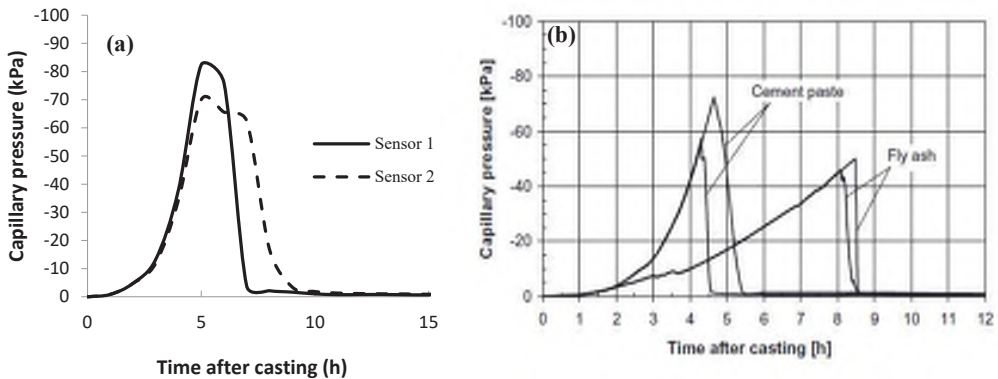 (a)
Capillary pressure (kPa)
-100
-90
-80
-70
-60
-50
-40
-30
-20
-10
0
0 5 10 15
Time after casting (h)
Sensor 1
Sensor 2
(b)
Capillary pressure [kPa]
-100
-80
-60
-40
-20
0
0 1 2 3 4 5 6 7 8 9 10 11 12
Time after casting [h]
Cement paste
Fly ash